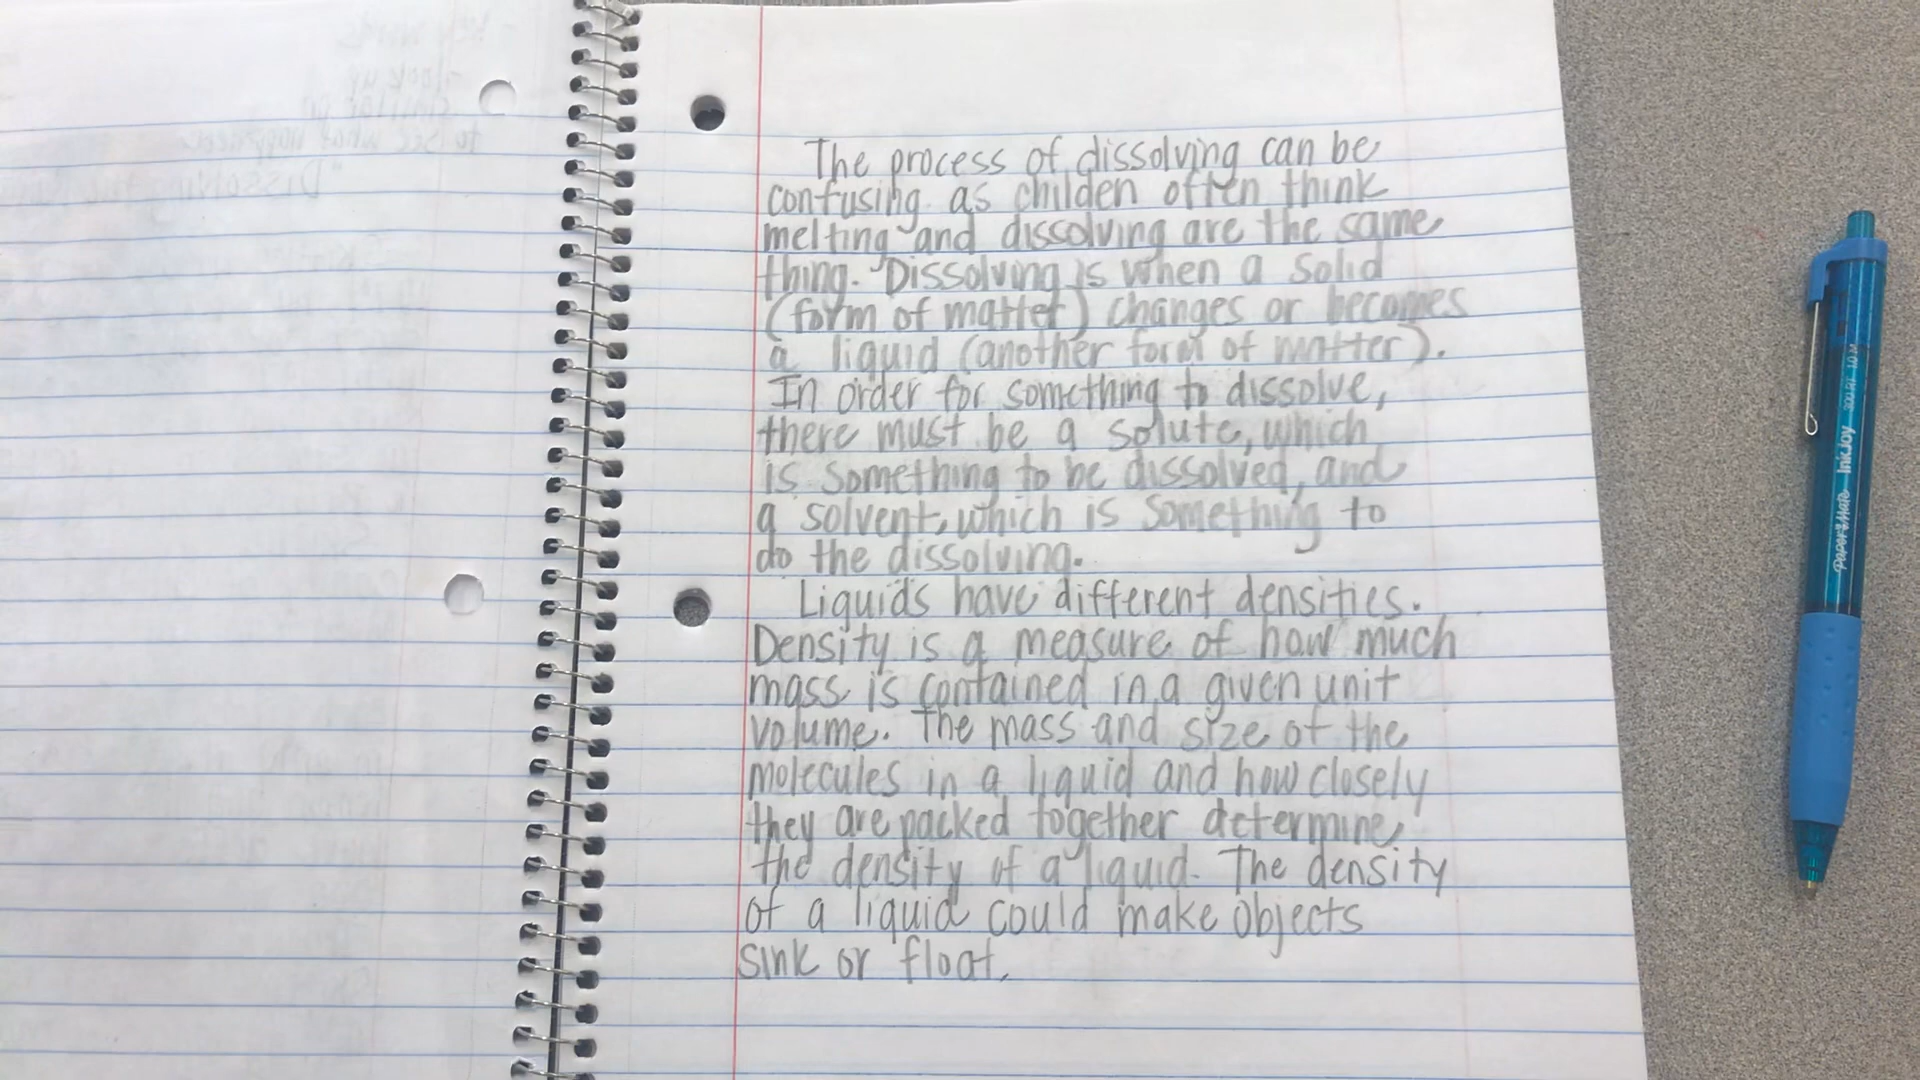 The process of dissolving can be
confusing as childen often think
melting and dissolving are the same
thing. Dissolving is when a solid
(form of matter) changes or becomes
a liquid (another form of matter).
In order for something to dissolve,
there must be a solute, which
is something to be dissolved, and
a solvent, which is something to
do the dissolving.
Liquids have different densities.
Density is a measure of how much
mass is contained in a given unit
volume. The mass and size of the
molecules in a liquid and how closely
they are packed together determine
the density of a liquid. The density
of a liquid could make objects
sink or float.
PaperMate InkJoy 300 RT 1.0 M